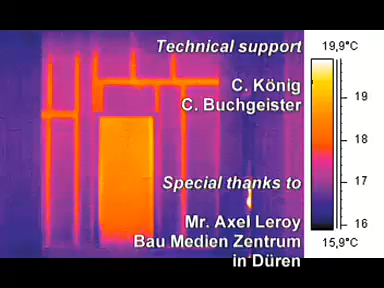 Technical support
C. König
C. Buchgeister
Special thanks to
Mr. Axel Leroy
Bau Medien Zentrum
in Düren
19,9°C
19
18
17
16
15,9°C